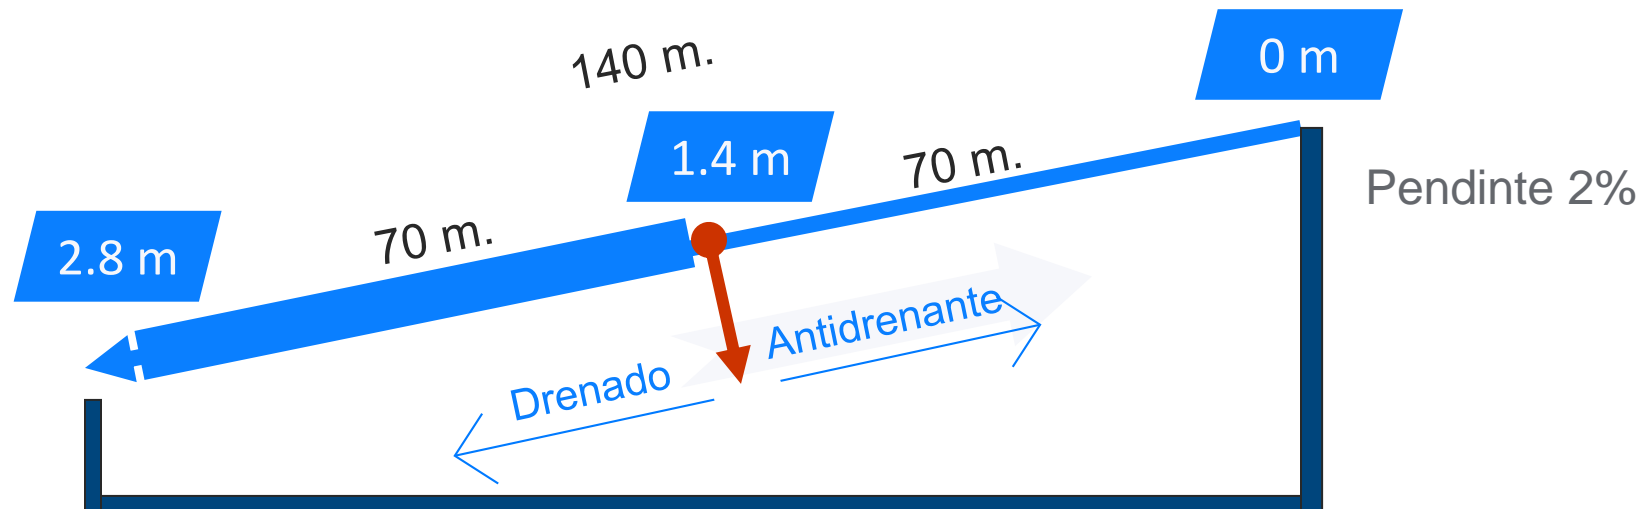 140 m.
0 m
1.4 m
70 m.
Pendinte 2%
70 m.
2.8 m
Antidrenante
Drenado